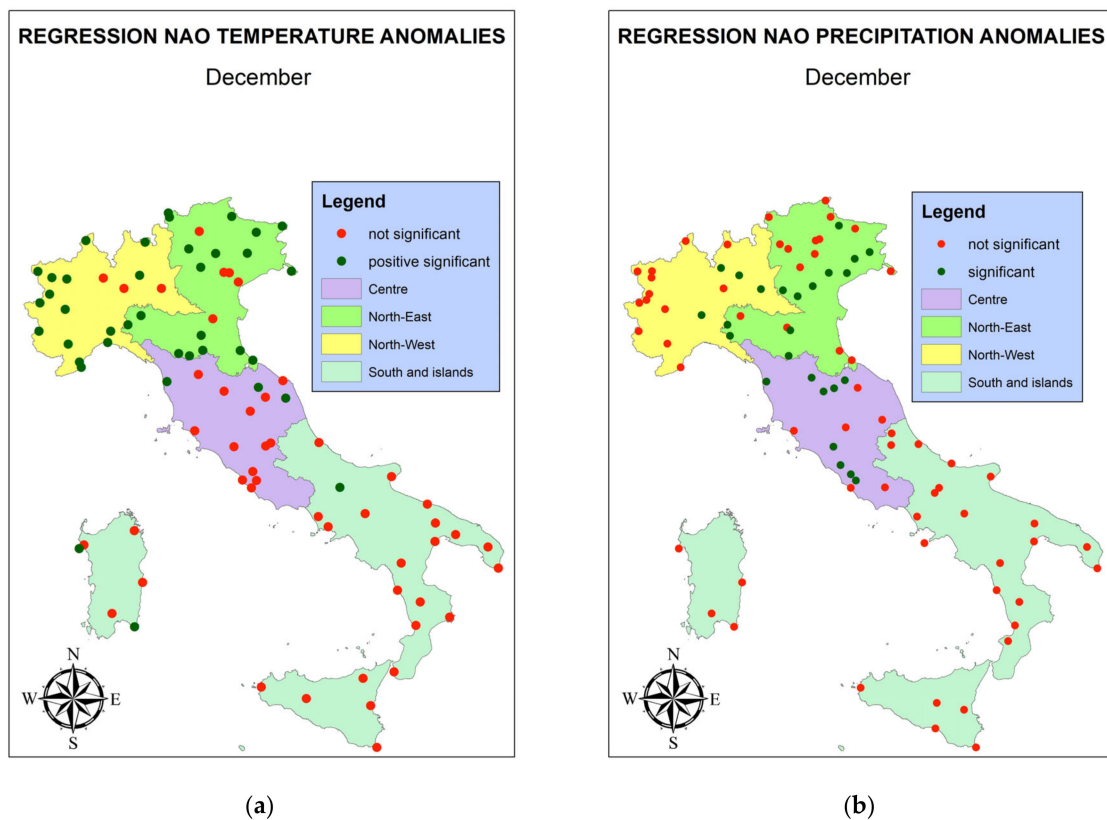 REGRESSION NAO TEMPERATURE ANOMALIES
December
Legend
not significant
positive significant
Centre
North-East
North-West
South and islands
N
W E
S
(a)
REGRESSION NAO PRECIPITATION ANOMALIES
December
Legend
not significant
significant
Centre
North-East
North-West
South and islands
N
W E
S
(b)